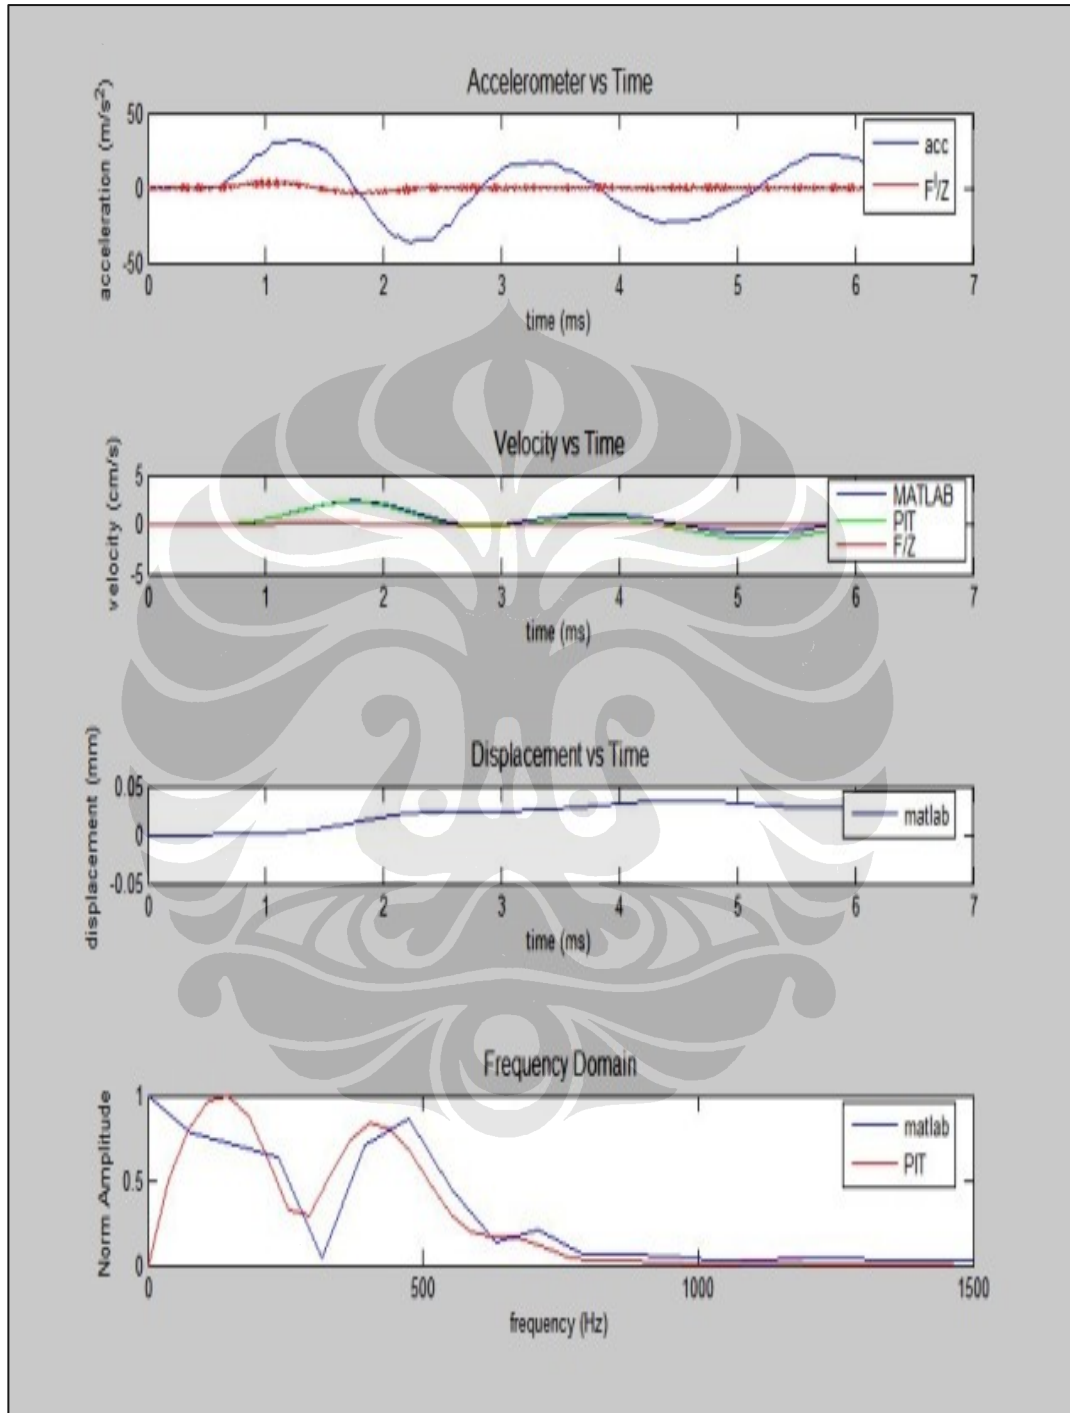 Accelerometer vs Time
acceleration (m/s²)
50
0
-50
acc
F/Z
0 1 2 3 4 5 6 7
time (ms)
Velocity vs Time
velocity (cm/s)
5
0
-5
MATLAB
PIT
F/Z
0 1 2 3 4 5 6 7
time (ms)
Displacement vs Time
displacement (mm)
0.05
0
-0.05
matlab
0 1 2 3 4 5 6 7
time (ms)
Frequency Domain
Norm Amplitude
1
0.5
0
matlab
PIT
0 500 1000 1500
frequency (Hz)